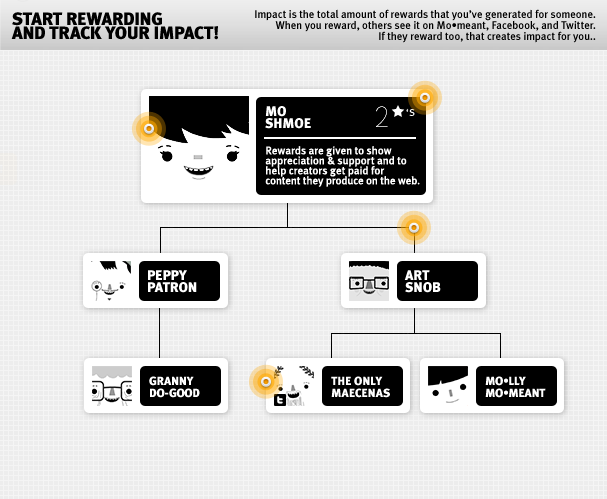 START REWARDING
AND TRACK YOUR IMPACT!
Impact is the total amount of rewards that you've generated for someone.
When you reward, others see it on Mo•meant, Facebook, and Twitter.
If they reward too, that creates impact for you..
MO
SHMOE
2★'S
Rewards are given to show
appreciation & support and to
help creators get paid for
content they produce on the web.
PEPPY
PATRON
ART
SNOB
GRANNY
DO-GOOD
t
THE ONLY
MAECENAS
MO•LLY
MO•MEANT